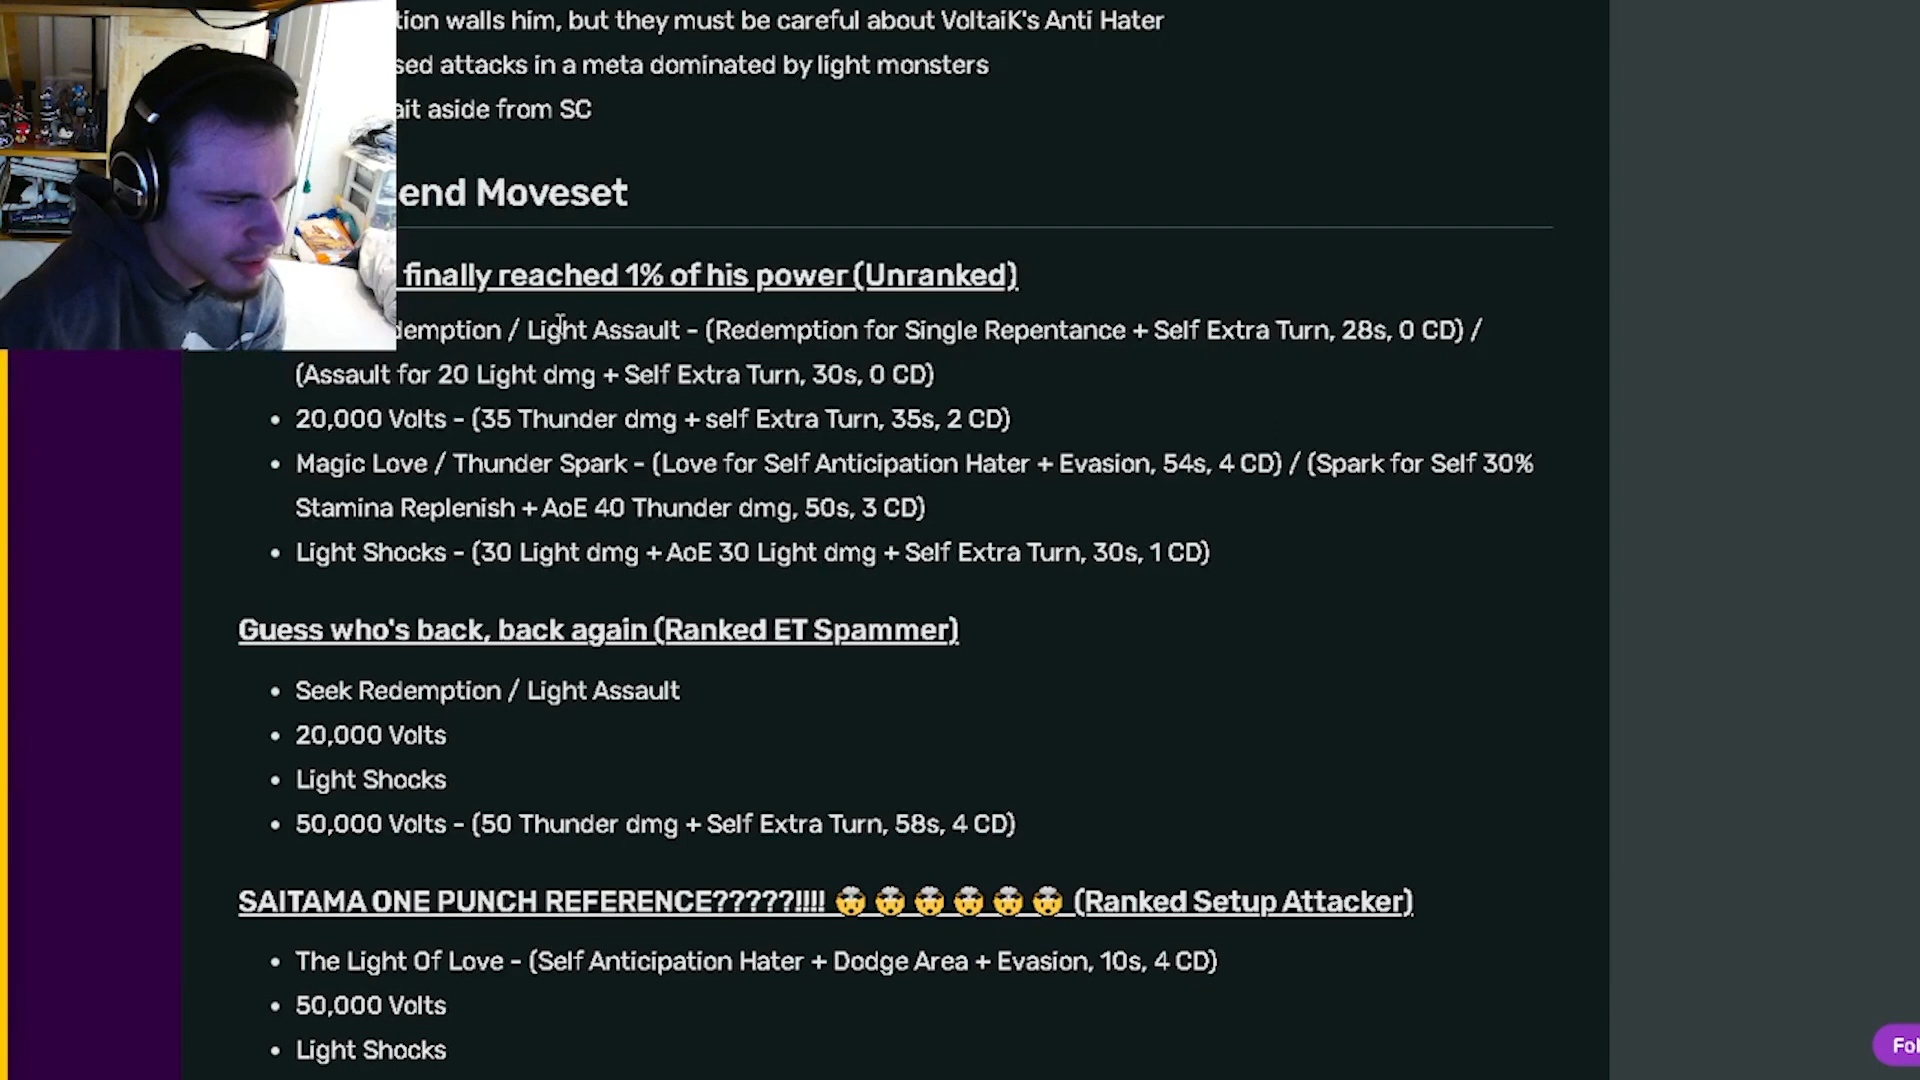 tion walls him, but they must be careful about VoltaiK's Anti Hater
sed attacks in a meta dominated by light monsters
ait aside from SC
end Moveset
finally reached 1% of his power (Unranked)
demption / Light Assault - (Redemption for Single Repentance + Self Extra Turn, 28s, 0 CD) /
(Assault for 20 Light dmg + Self Extra Turn, 30s, 0 CD)
• 20,000 Volts - (35 Thunder dmg + self Extra Turn, 35s, 2 CD)
• Magic Love / Thunder Spark - (Love for Self Anticipation Hater + Evasion, 54s, 4 CD) / (Spark for Self 30%
Stamina Replenish + AoE 40 Thunder dmg, 50s, 3 CD)
• Light Shocks - (30 Light dmg + AoE 30 Light dmg + Self Extra Turn, 30s, 1 CD)
Guess who's back, back again (Ranked ET Spammer)
• Seek Redemption / Light Assault
• 20,000 Volts
• Light Shocks
• 50,000 Volts - (50 Thunder dmg + Self Extra Turn, 58s, 4 CD)
SAITAMA ONE PUNCH REFERENCE?????!!!! 🤯 🤯 🤯 🤯 🤯 🤯 (Ranked Setup Attacker)
• The Light Of Love - (Self Anticipation Hater + Dodge Area + Evasion, 10s, 4 CD)
• 50,000 Volts
• Light Shocks
Fol